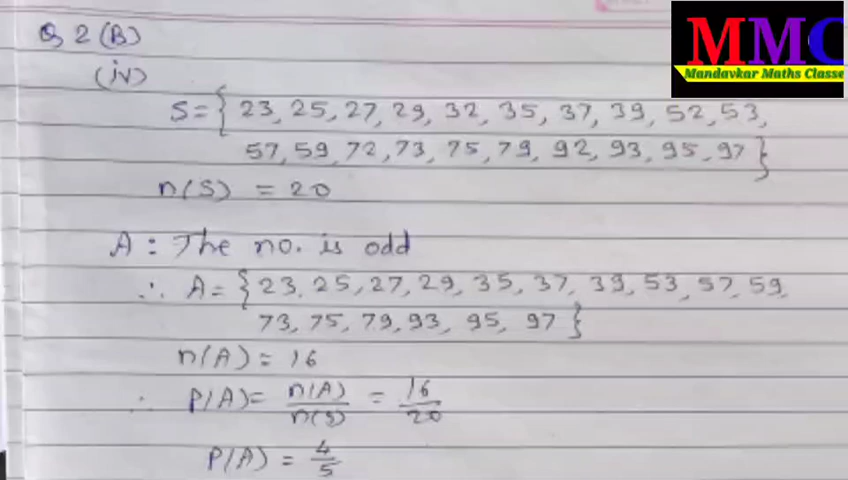 MMC
Mandavkar Maths Classe
Q 2 (B)
(iv)
S = { 23, 25, 27, 29, 32, 35, 37, 39, 52, 53,
57, 59, 72, 73, 75, 79, 92, 93, 95, 97 }
n(S) = 20
A : The no. is odd
∴ A = { 23, 25, 27, 29, 35, 37, 39, 53, 57, 59,
73, 75, 79, 93, 95, 97 }
n(A) = 16
∴ P(A) = n(A)/n(S) = 16/20
P(A) = 4/5